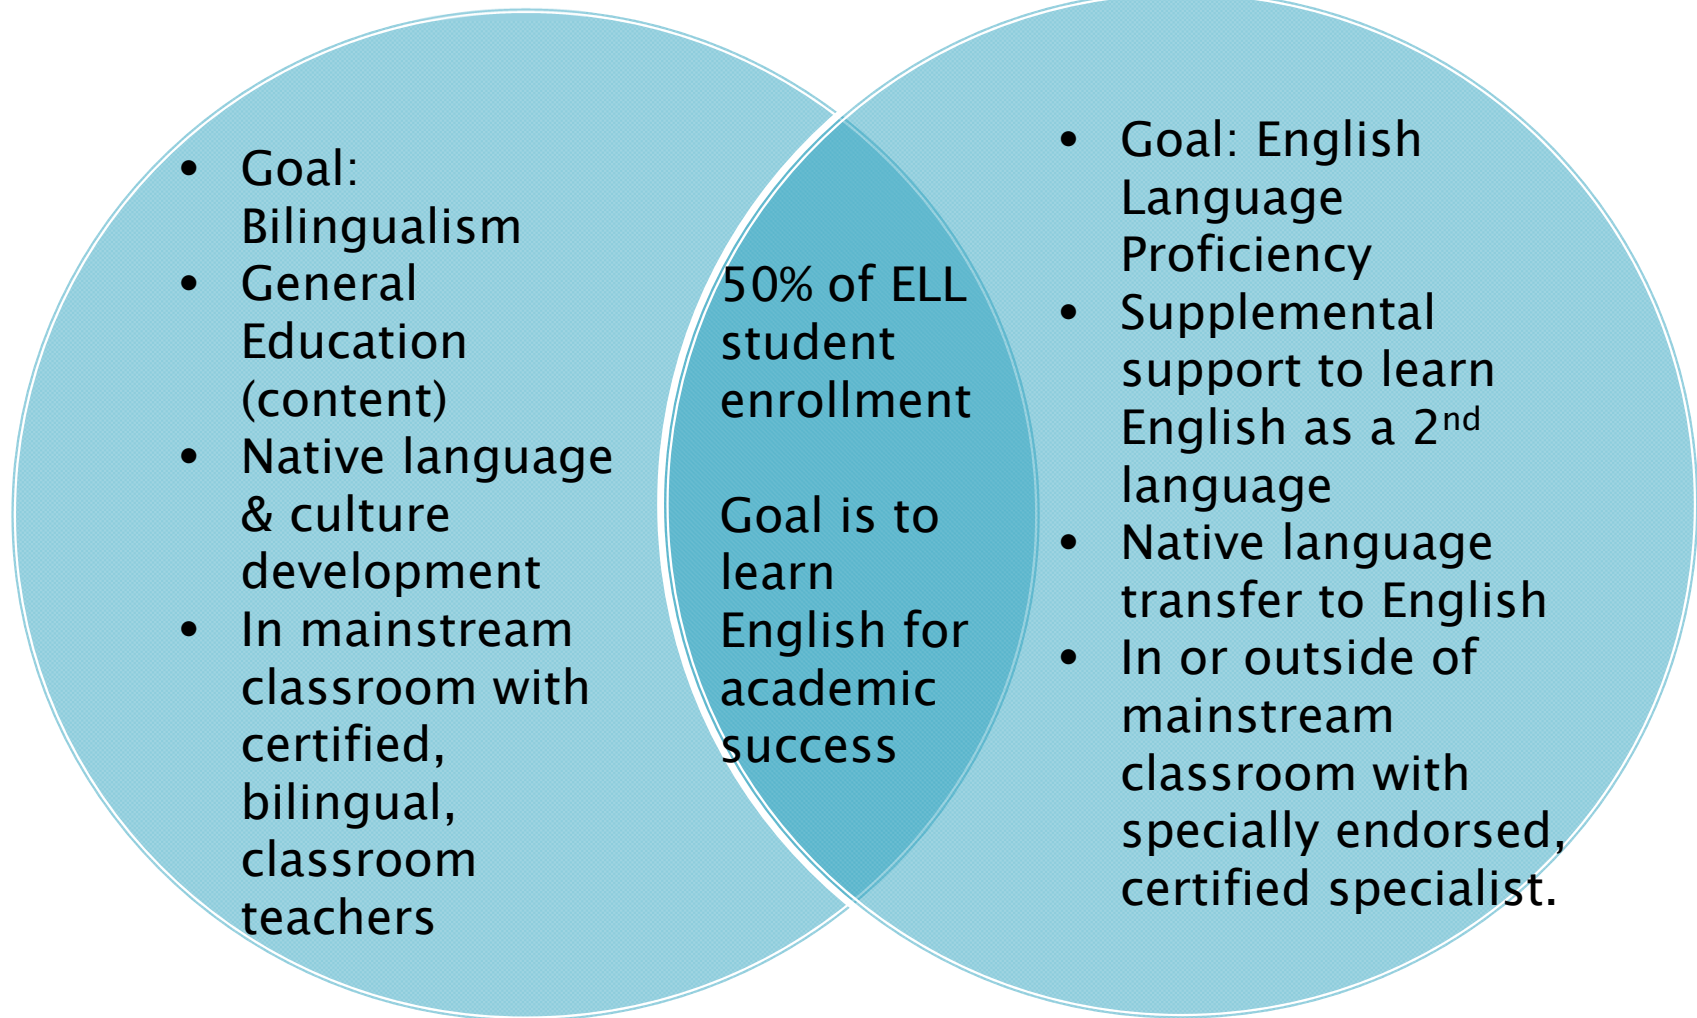 • Goal:
Bilingualism
• General
Education
(content)
• Native language
& culture
development
• In mainstream
classroom with
certified,
bilingual,
classroom
teachers
50% of ELL
student
enrollment
Goal is to
learn
English for
academic
success
• Goal: English
Language
Proficiency
• Supplemental
support to learn
English as a 2nd
language
• Native language
transfer to English
• In or outside of
mainstream
classroom with
specially endorsed,
certified specialist.